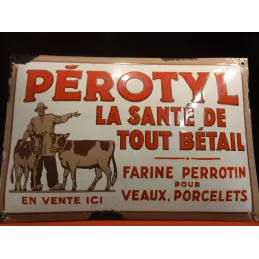 PÉROTYL
LA SANTÉ DE
TOUT BÉTAIL
FARINE PERROTIN
POUR
VEAUX, PORCELETS
EN VENTE ICI